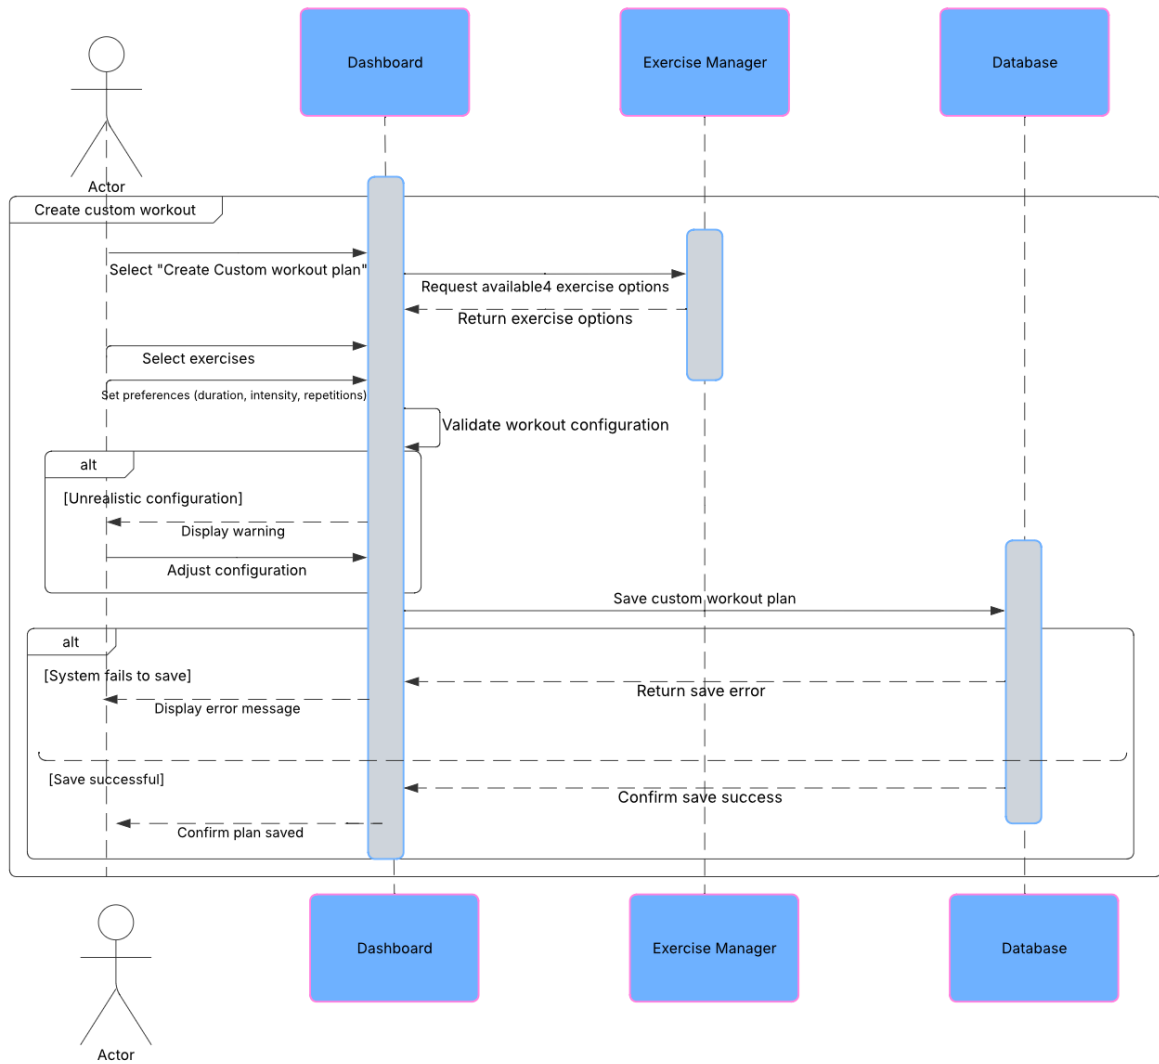 Dashboard
Exercise Manager
Database
Actor
Create custom workout
Select "Create Custom workout plan"
Request available4 exercise options
Return exercise options
Select exercises
Set preferences (duration, intensity, repetitions)
Validate workout configuration
alt
[Unrealistic configuration]
Display warning
Adjust configuration
Save custom workout plan
alt
[System fails to save]
Return save error
Display error message
[Save successful]
Confirm save success
Confirm plan saved
Dashboard
Exercise Manager
Database
Actor